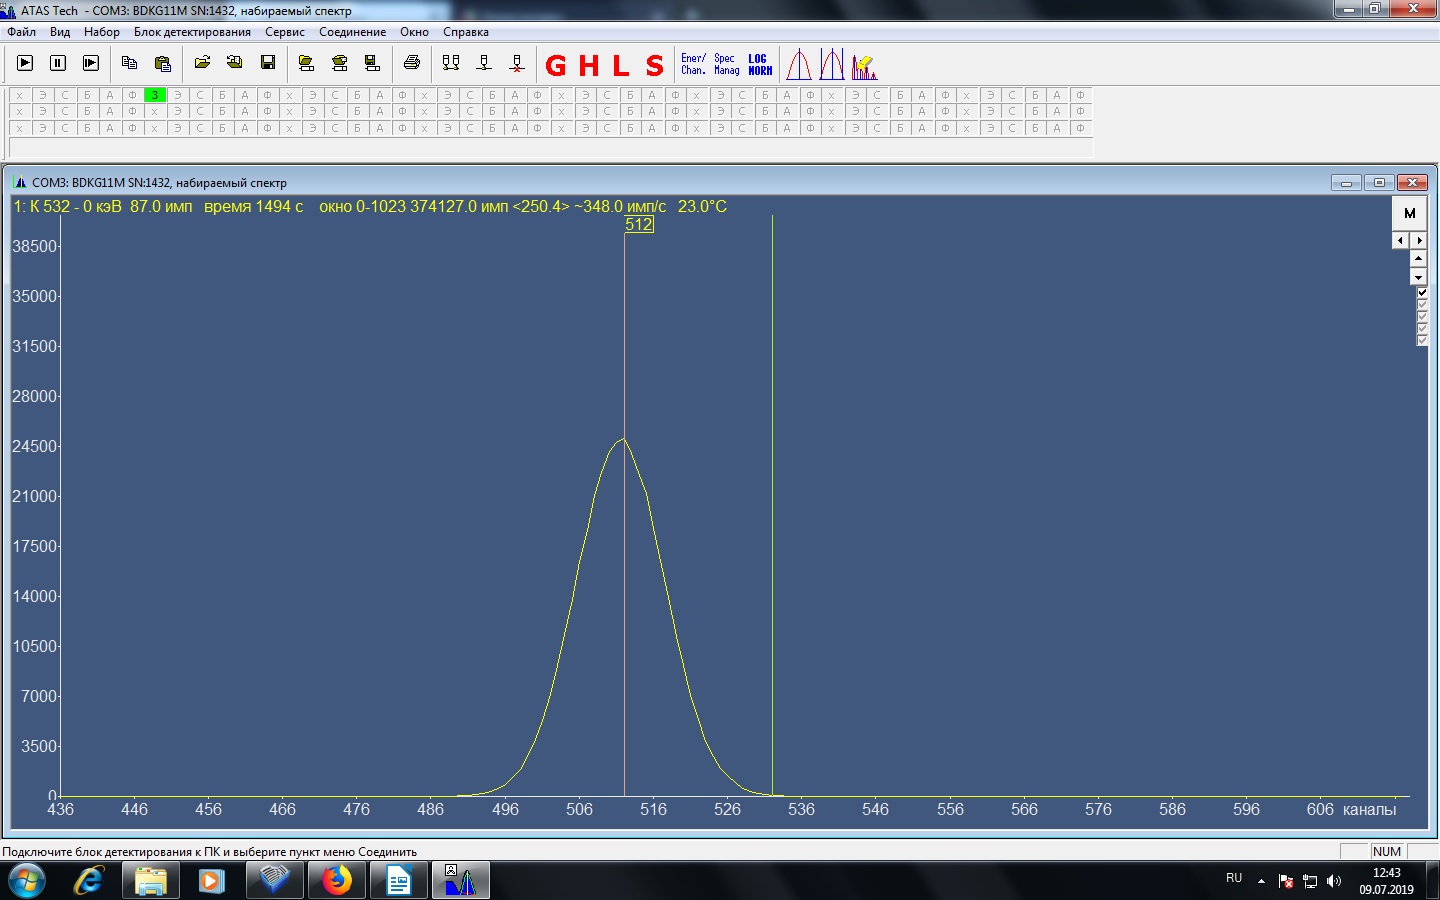 ATAS Tech - COM3: BDKG11M SN:1432, набираемый спектр
Файл Вид Набор Блок детектирования Сервис Соединение Окно Справка
G H L S Ener/ Chan. Spec Manag LOG NORM
х Э С Б А Ф 3 Э С Б А Ф х Э С Б А Ф х Э С Б А Ф х Э С Б А Ф х Э С Б А Ф х Э С Б А Ф х Э С Б А Ф
х Э С Б А Ф х Э С Б А Ф х Э С Б А Ф х Э С Б А Ф х Э С Б А Ф х Э С Б А Ф х Э С Б А Ф х Э С Б А Ф
х Э С Б А Ф х Э С Б А Ф х Э С Б А Ф х Э С Б А Ф х Э С Б А Ф х Э С Б А Ф х Э С Б А Ф х Э С Б А Ф
COM3: BDKG11M SN:1432, набираемый спектр
1: К 532 - 0 кэВ 87.0 имп время 1494 с окно 0-1023 374127.0 имп <250.4> ~348.0 имп/с 23.0°C
M
512
38500
35000
31500
28000
24500
21000
17500
14000
10500
7000
3500
0
436 446 456 466 476 486 496 506 516 526 536 546 556 566 576 586 596 606 каналы
Подключите блок детектирования к ПК и выберите пункт меню Соединить
NUM
RU
12:43
09.07.2019